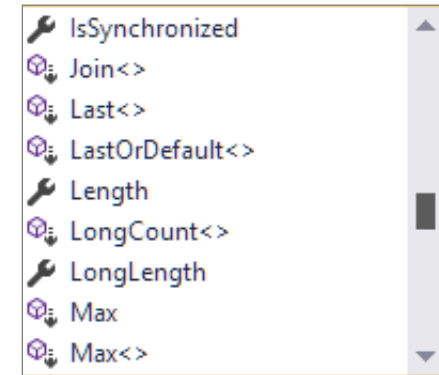 IsSynchronized
Join<>
Last<>
LastOrDefault<>
Length
LongCount<>
LongLength
Max
Max<>